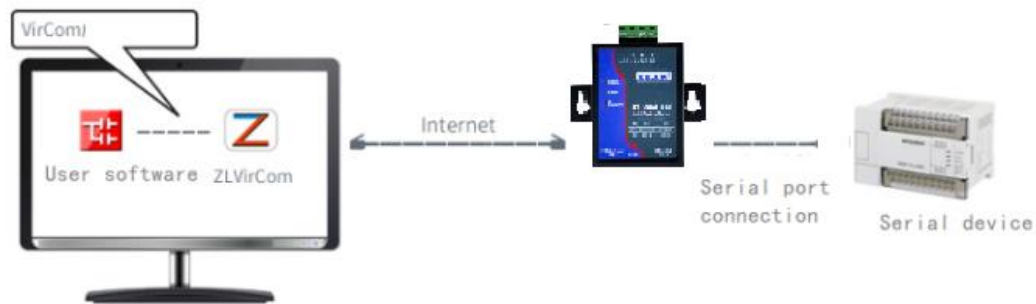 VirCom
User software
ZLVirCom
Internet
Serial port
connection
Serial device